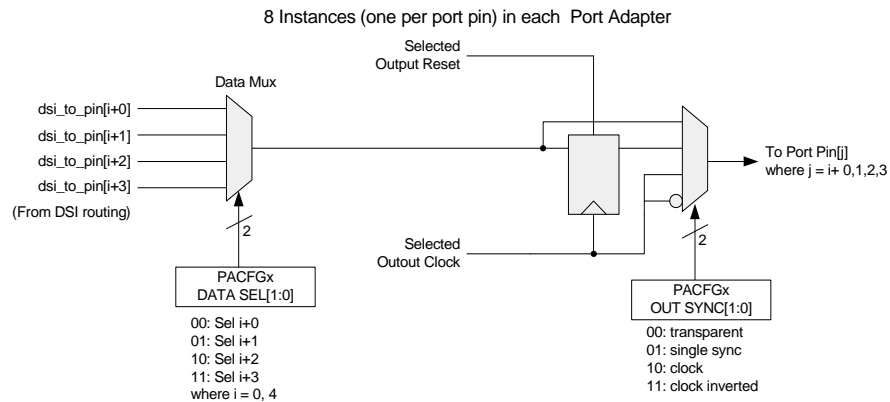 8 Instances (one per port pin) in each Port Adapter
Selected
Output Reset
Data Mux
dsi_to_pin[i+0]
dsi_to_pin[i+1]
dsi_to_pin[i+2]
dsi_to_pin[i+3]
(From DSI routing)
To Port Pin[j]
where j = i+ 0,1,2,3
2
2
Selected
Outout Clock
PACFGx
DATA SEL[1:0]
00: Sel i+0
01: Sel i+1
10: Sel i+2
11: Sel i+3
where i = 0, 4
PACFGx
OUT SYNC[1:0]
00: transparent
01: single sync
10: clock
11: clock inverted